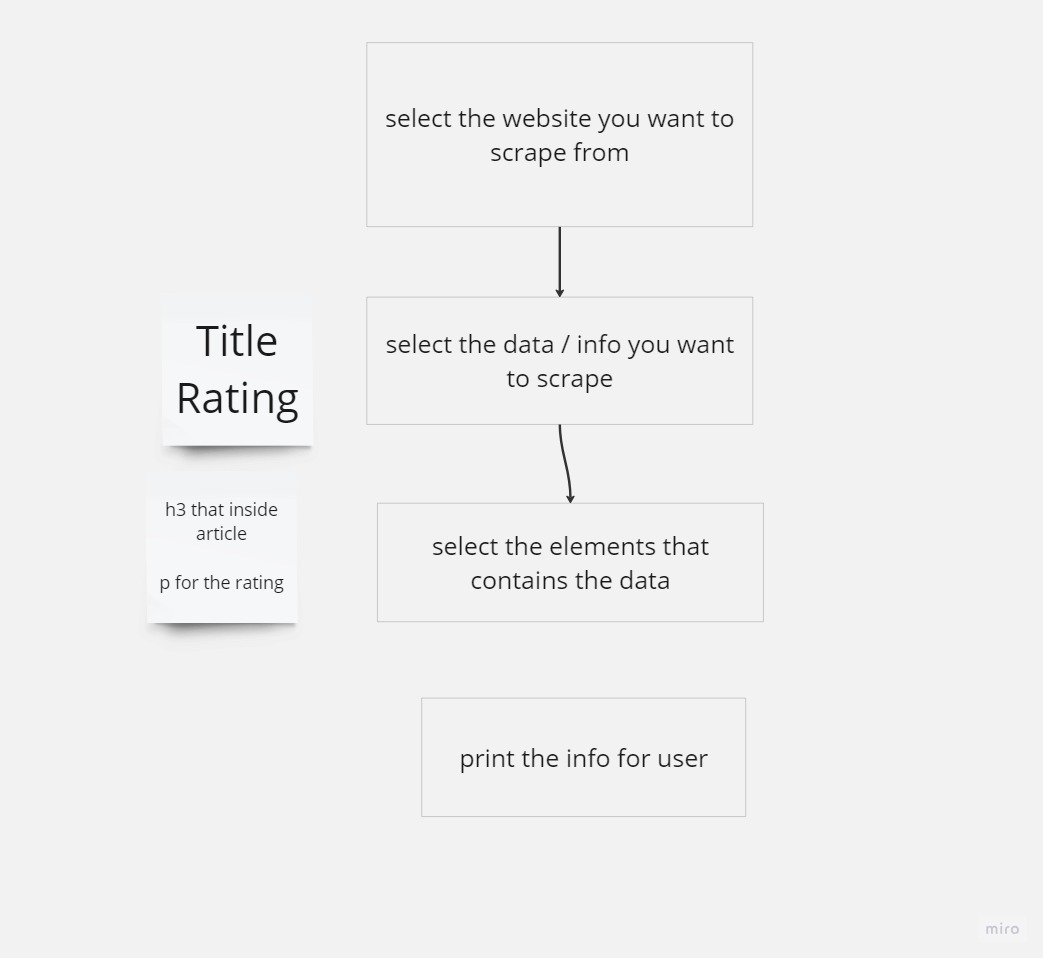 select the website you want to
scrape from
Title
Rating
select the data / info you want
to scrape
h3 that inside
article
p for the rating
select the elements that
contains the data
print the info for user
miro